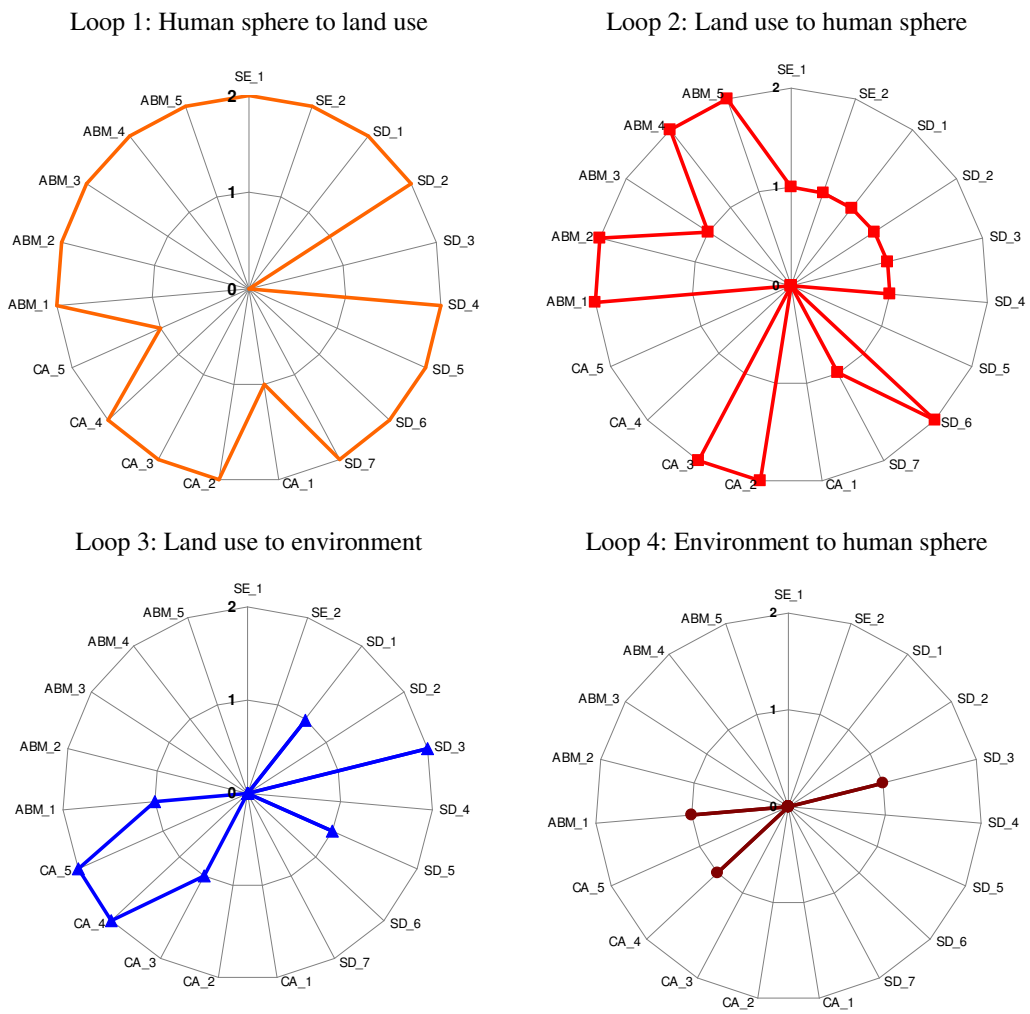 Loop 1: Human sphere to land use
SE_1
SE_2
SD_1
SD_2
SD_3
SD_4
SD_5
SD_6
SD_7
CA_1
CA_2
CA_3
CA_4
CA_5
ABM_1
ABM_2
ABM_3
ABM_4
ABM_5
2
1
0
Loop 2: Land use to human sphere
SE_1
SE_2
SD_1
SD_2
SD_3
SD_4
SD_5
SD_6
SD_7
CA_1
CA_2
CA_3
CA_4
CA_5
ABM_1
ABM_2
ABM_3
ABM_4
ABM_5
2
1
0
Loop 3: Land use to environment
SE_1
SE_2
SD_1
SD_2
SD_3
SD_4
SD_5
SD_6
SD_7
CA_1
CA_2
CA_3
CA_4
CA_5
ABM_1
ABM_2
ABM_3
ABM_4
ABM_5
2
1
0
Loop 4: Environment to human sphere
SE_1
SE_2
SD_1
SD_2
SD_3
SD_4
SD_5
SD_6
SD_7
CA_1
CA_2
CA_3
CA_4
CA_5
ABM_1
ABM_2
ABM_3
ABM_4
ABM_5
2
1
0